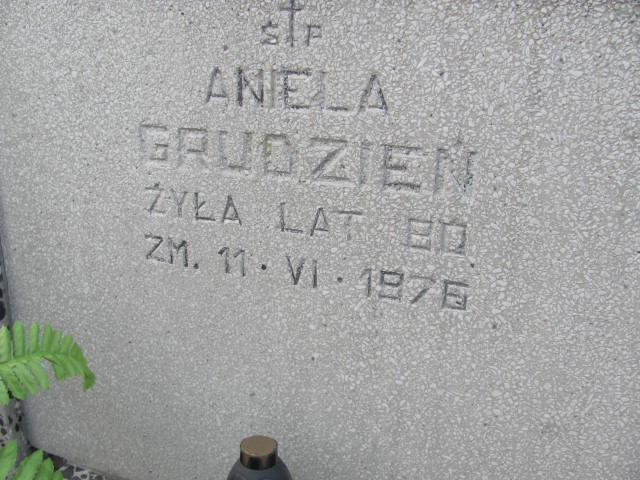 ŚP
ANIELA
GRUDZIEŃ
ŻYŁA LAT 80
ZM. 11·VI·1976